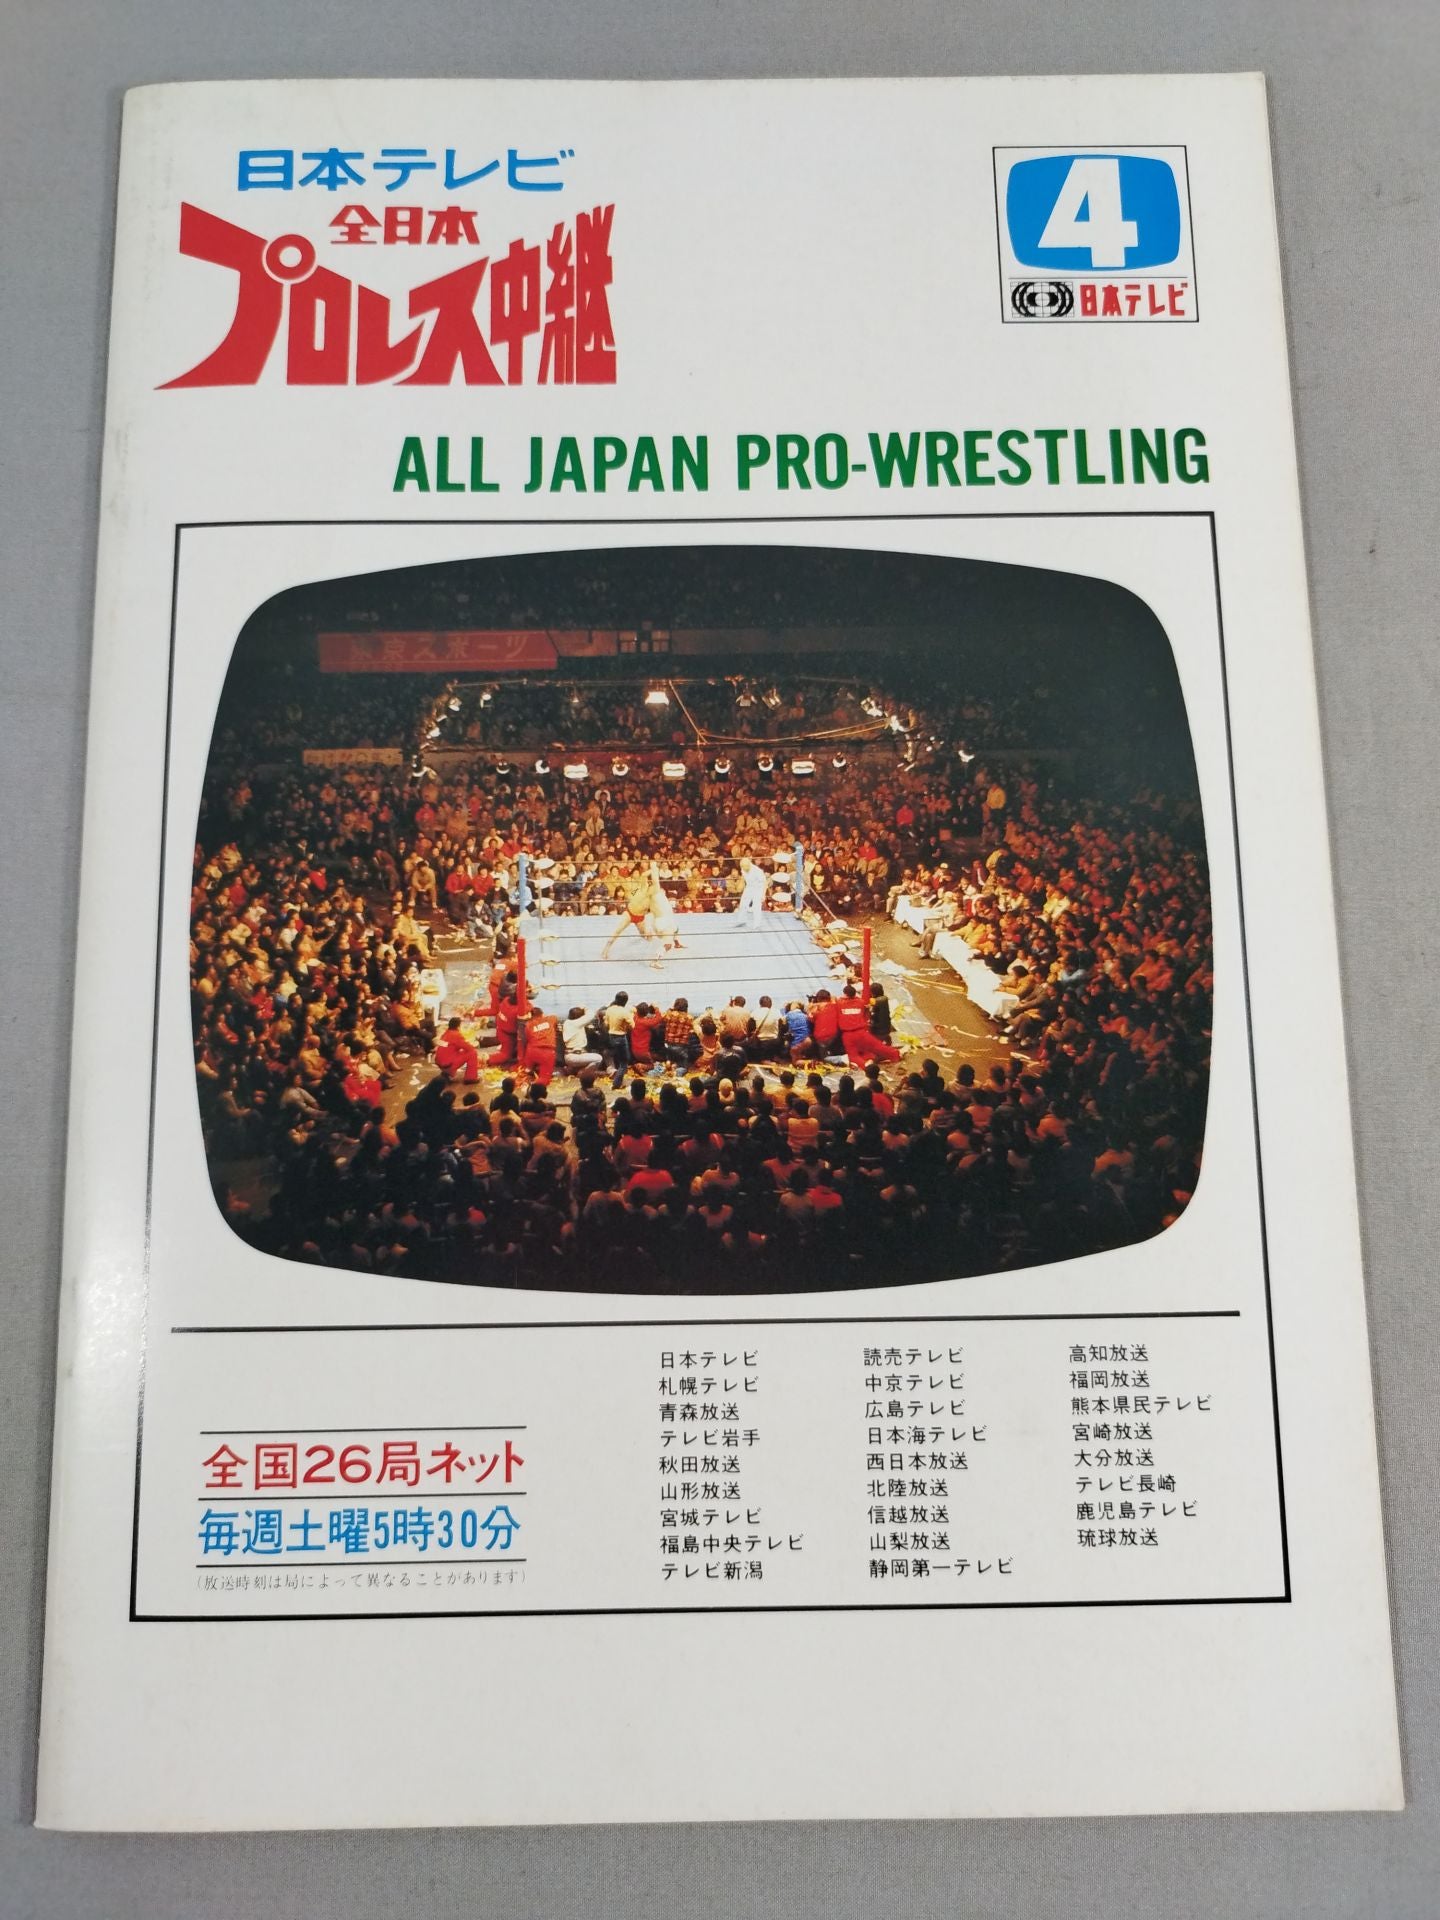 日本テレビ
全日本
プロレス中継
4
日本テレビ
ALL JAPAN PRO-WRESTLING
東京スポーツ
全国26局ネット
毎週土曜5時30分
(放送時刻は局によって異なることがあります)
日本テレビ
札幌テレビ
青森放送
テレビ岩手
秋田放送
山形放送
宮城テレビ
福島中央テレビ
テレビ新潟
読売テレビ
中京テレビ
広島テレビ
日本海テレビ
西日本放送
北陸放送
信越放送
山梨放送
静岡第一テレビ
高知放送
福岡放送
熊本県民テレビ
宮崎放送
大分放送
テレビ長崎
鹿児島テレビ
琉球放送